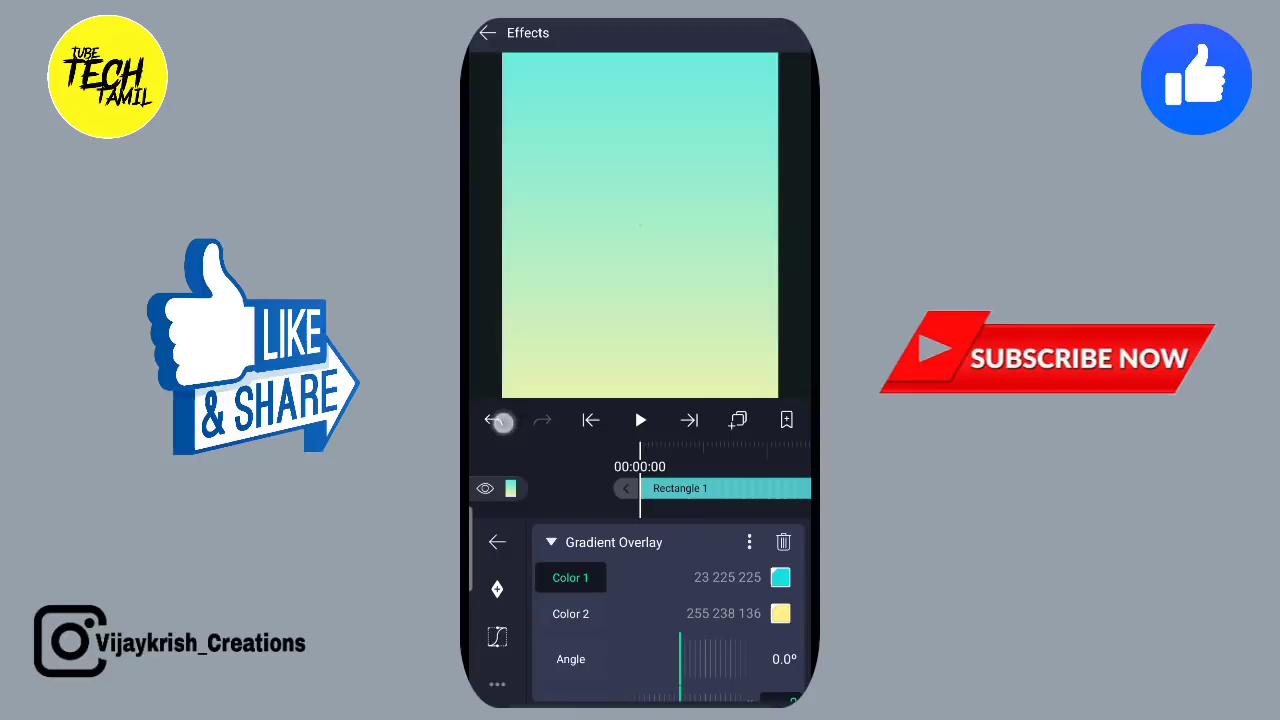 TUBE
TECH
TAMIL
Effects
LIKE
& SHARE
SUBSCRIBE NOW
00:00:00
Rectangle 1
Gradient Overlay
Color 1
23 225 225
Color 2
255 238 136
Angle
0.0º
Vijaykrish_Creations